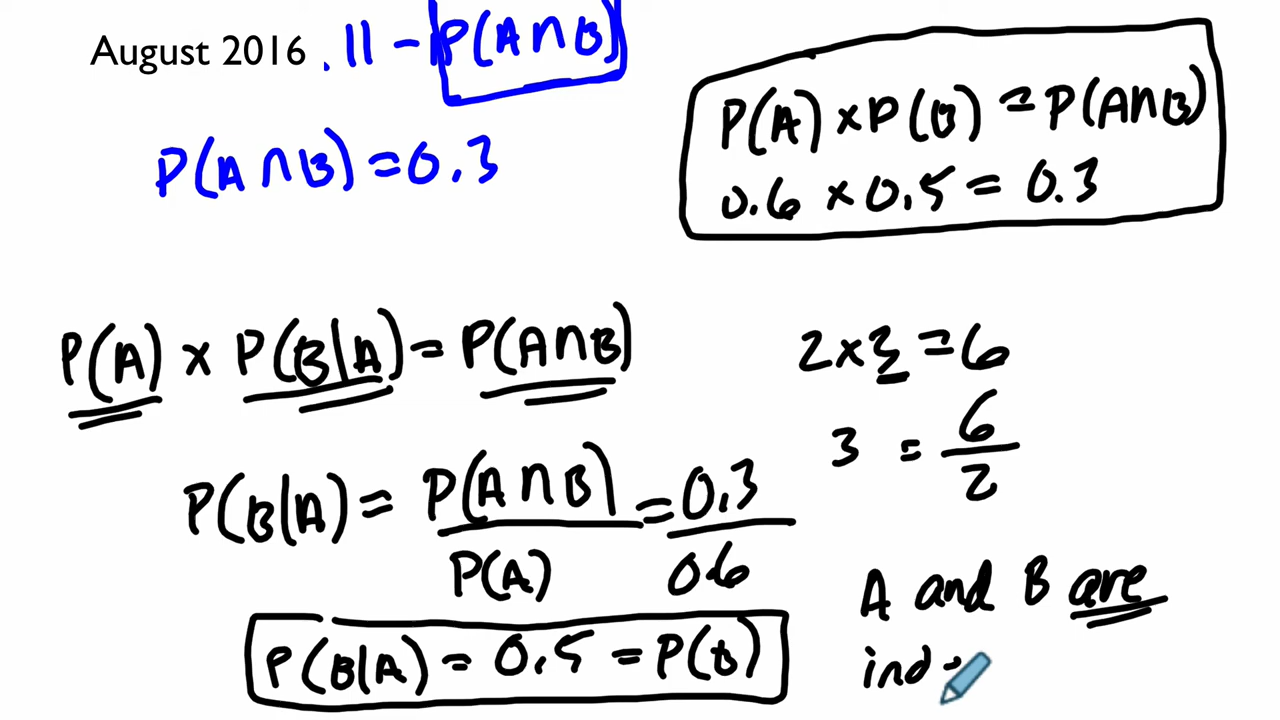 August 2016 .11 - P(A∩B)
P(A∩B) = 0.3
P(A) × P(B) = P(A∩B)
0.6 × 0.5 = 0.3
P(A) × P(B|A) = P(A∩B)
2 × 3 = 6
3 = 6/2
P(B|A) = P(A∩B)/P(A) = 0.3/0.6
P(B|A) = 0.5 = P(B)
A and B are
ind